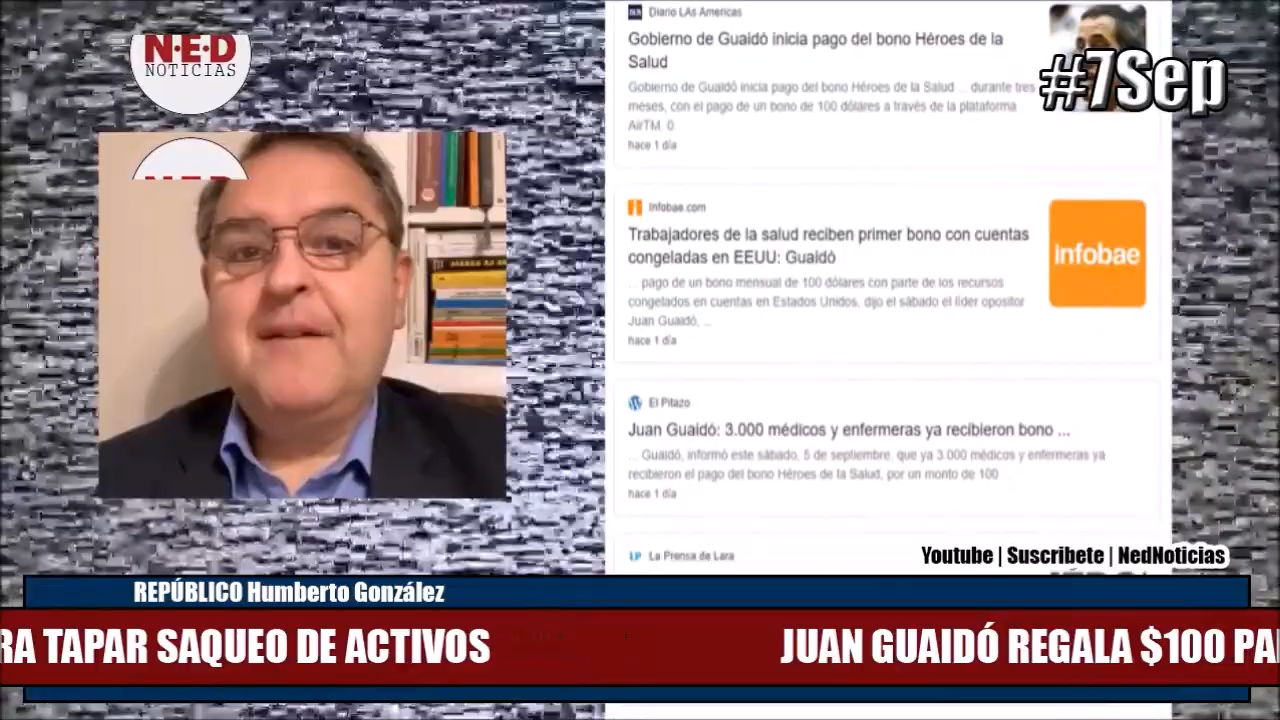 N·E·D
NOTICIAS
NED
Diario LAs Americas
Gobierno de Guaidó inicia pago del bono Héroes de la
Salud
Gobierno de Guaidó inicia pago del bono Héroes de la Salud ... durante tres
meses, con el pago de un bono de 100 dólares a través de la plataforma
AirTM. 0
hace 1 día
#7Sep
Infobae.com
Trabajadores de la salud reciben primer bono con cuentas
congeladas en EEUU: Guaidó
... pago de un bono mensual de 100 dólares con parte de los recursos
congelados en cuentas en Estados Unidos, dijo el sábado el líder opositor
Juan Guaidó, ...
hace 1 día
infobae
El Pitazo
Juan Guaidó: 3.000 médicos y enfermeras ya recibieron bono ...
... Guaidó, informó este sábado, 5 de septiembre, que ya 3.000 médicos y enfermeras ya
recibieron el pago del bono Héroes de la Salud, por un monto de 100 ...
hace 1 día
LP La Prensa de Lara
Youtube | Suscribete | NedNoticias
REPÚBLICO Humberto González
RA TAPAR SAQUEO DE ACTIVOS JUAN GUAIDÓ REGALA $100 PA